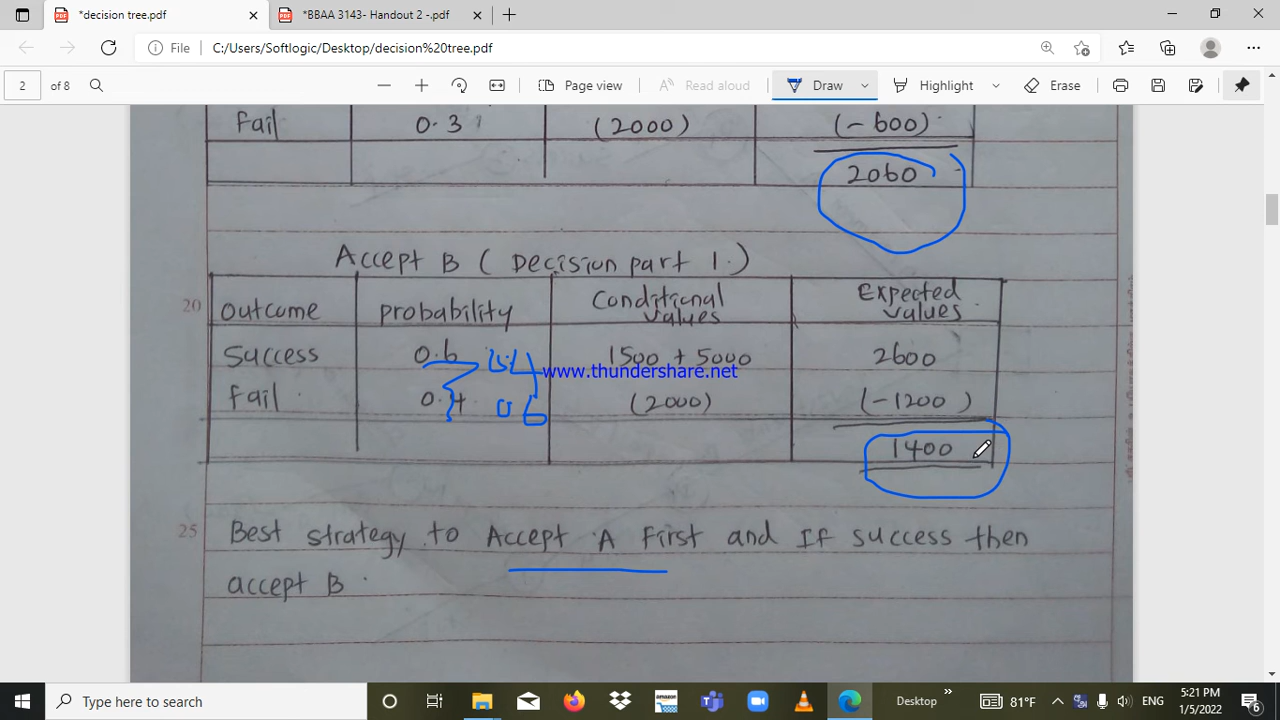 *decision tree.pdf
*BBAA 3143- Handout 2 -.pdf
File C:/Users/Softlogic/Desktop/decision%20tree.pdf
2 of 8 Page view Read aloud Draw Highlight Erase
Fail 0.3 (2000) (-600)
2060
Accept B ( Decision part 1.)
20
outcome probability Conditional values Expected values
Success 0.6 1500 + 5000 2600
www.thundershare.net
fail 0.4 0.6 (2000) (-1200)
1400
25 Best strategy to Accept A First and If success then
accept B.
Type here to search
Desktop 81°F ENG
5:21 PM
1/5/2022
6